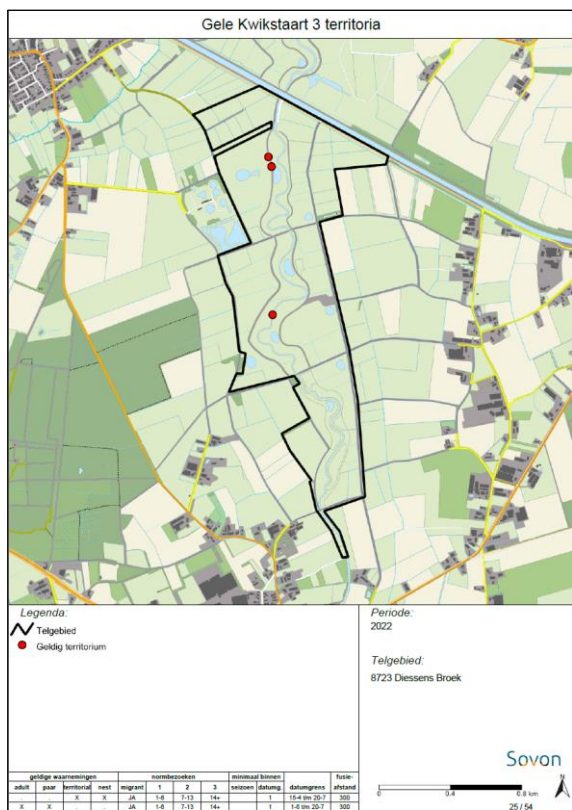 Gele Kwikstaart 3 territoria
Legenda:
Telgebied
Geldig territorium
Periode:
2022
Telgebied:
8723 Diessens Broek
Sovon
0 0.4 0.8 km
N
25 / 54
geldige waarnemingen normbezoeken minimaal binnen fusie-
adult paar territorial nest migrant 1 2 3 seizoen datumg. datumgrens afstand
. . X X JA 1-6 7-13 14+ . 1 15-4 t/m 20-7 300
X X . . JA 1-6 7-13 14+ . 1 1-6 t/m 20-7 300